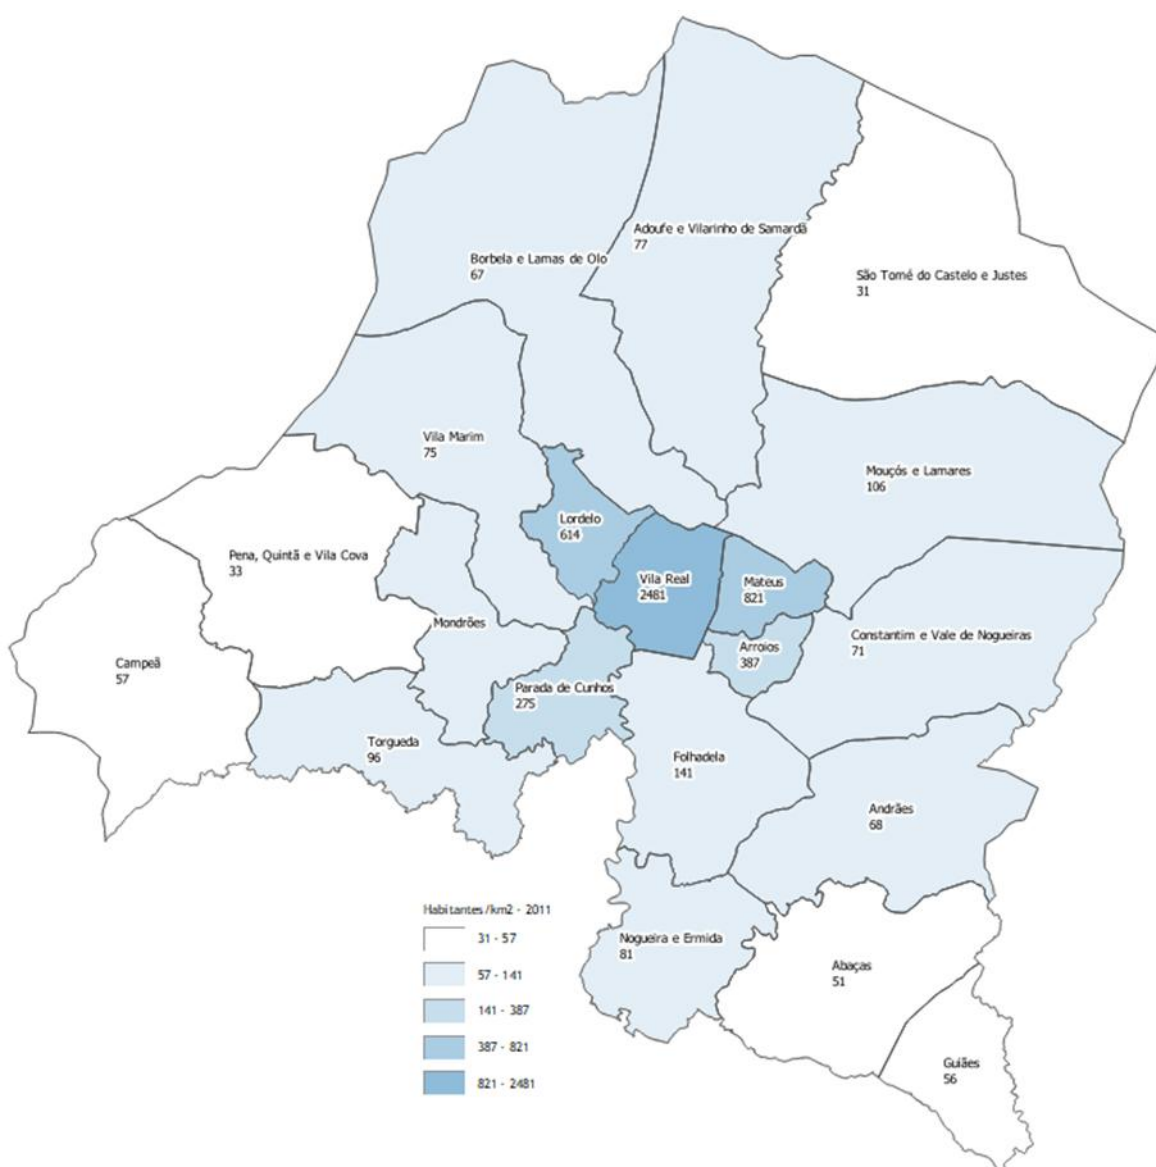 Adoufe e Vilarinho de Samardã
77
Borbela e Lamas de Olo
67
São Tomé do Castelo e Justes
31
Vila Marim
75
Mouçós e Lamares
106
Lordelo
614
Pena, Quintã e Vila Cova
33
Vila Real
2481
Mateus
821
Mondrões
Constantim e Vale de Nogueiras
71
Arroios
387
Campeã
57
Parada de Cunhos
275
Torgueda
96
Folhadela
141
Andrães
68
Nogueira e Ermida
81
Abaças
51
Guiães
56
Habitantes/km2 - 2011
31 - 57
57 - 141
141 - 387
387 - 821
821 - 2481